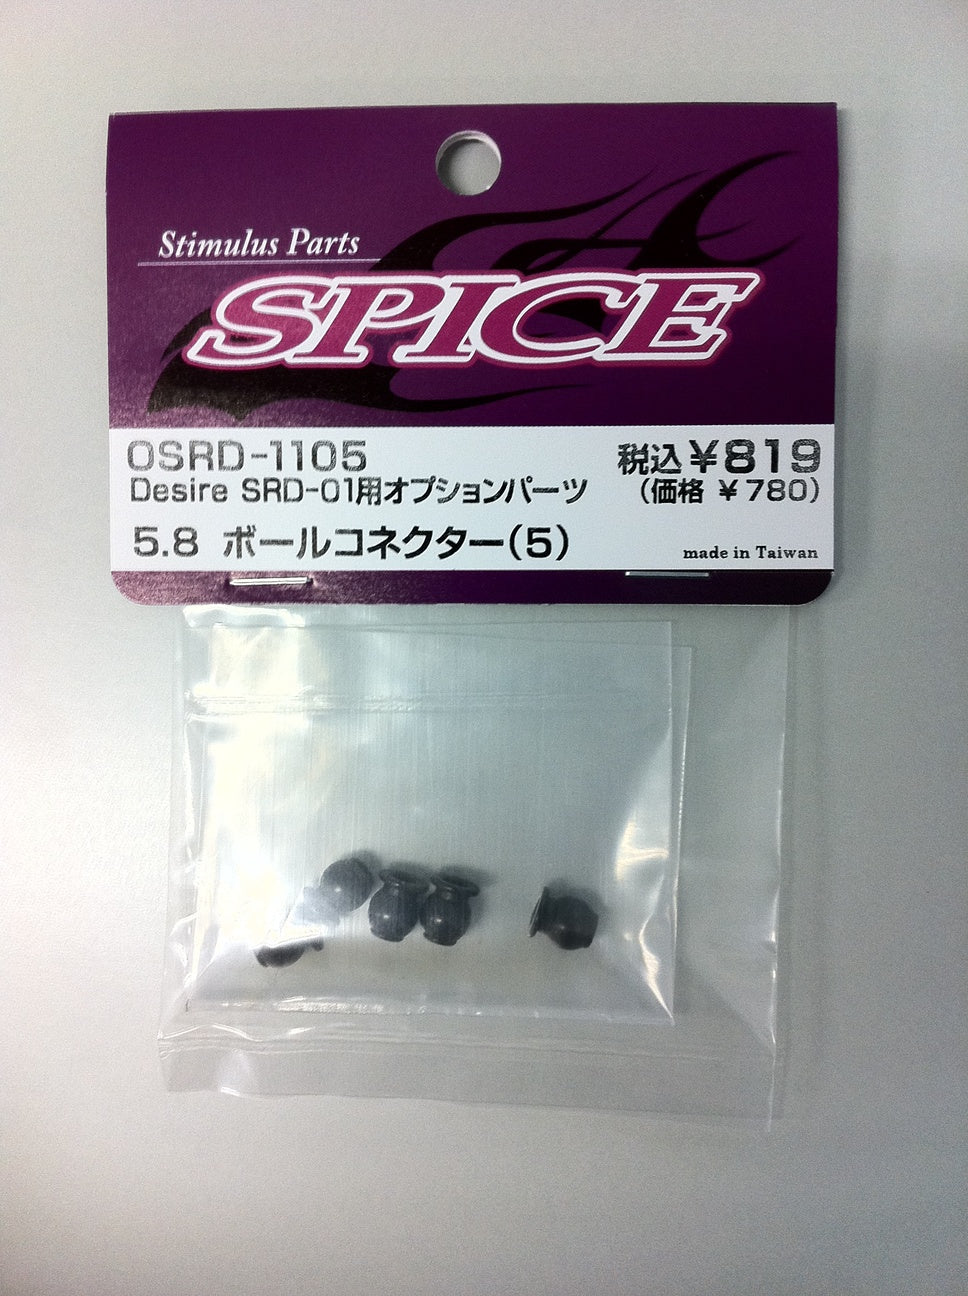 Stimulus Parts
SPICE
OSRD-1105
税込¥819
Desire SRD-01用オプションパーツ
(価格 ¥780)
5.8 ボールコネクター(5)
made in Taiwan